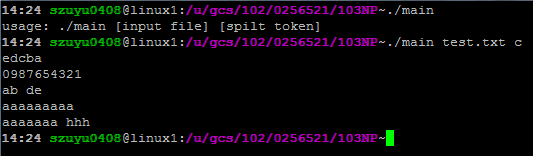 14:24 szuyu0408@linux1:/u/gcs/102/0256521/103NP~./main
usage: ./main [input file] [spilt token]
14:24 szuyu0408@linux1:/u/gcs/102/0256521/103NP~./main test.txt c
edcba
0987654321
ab de
aaaaaaaaa
aaaaaaa hhh
14:24 szuyu0408@linux1:/u/gcs/102/0256521/103NP~